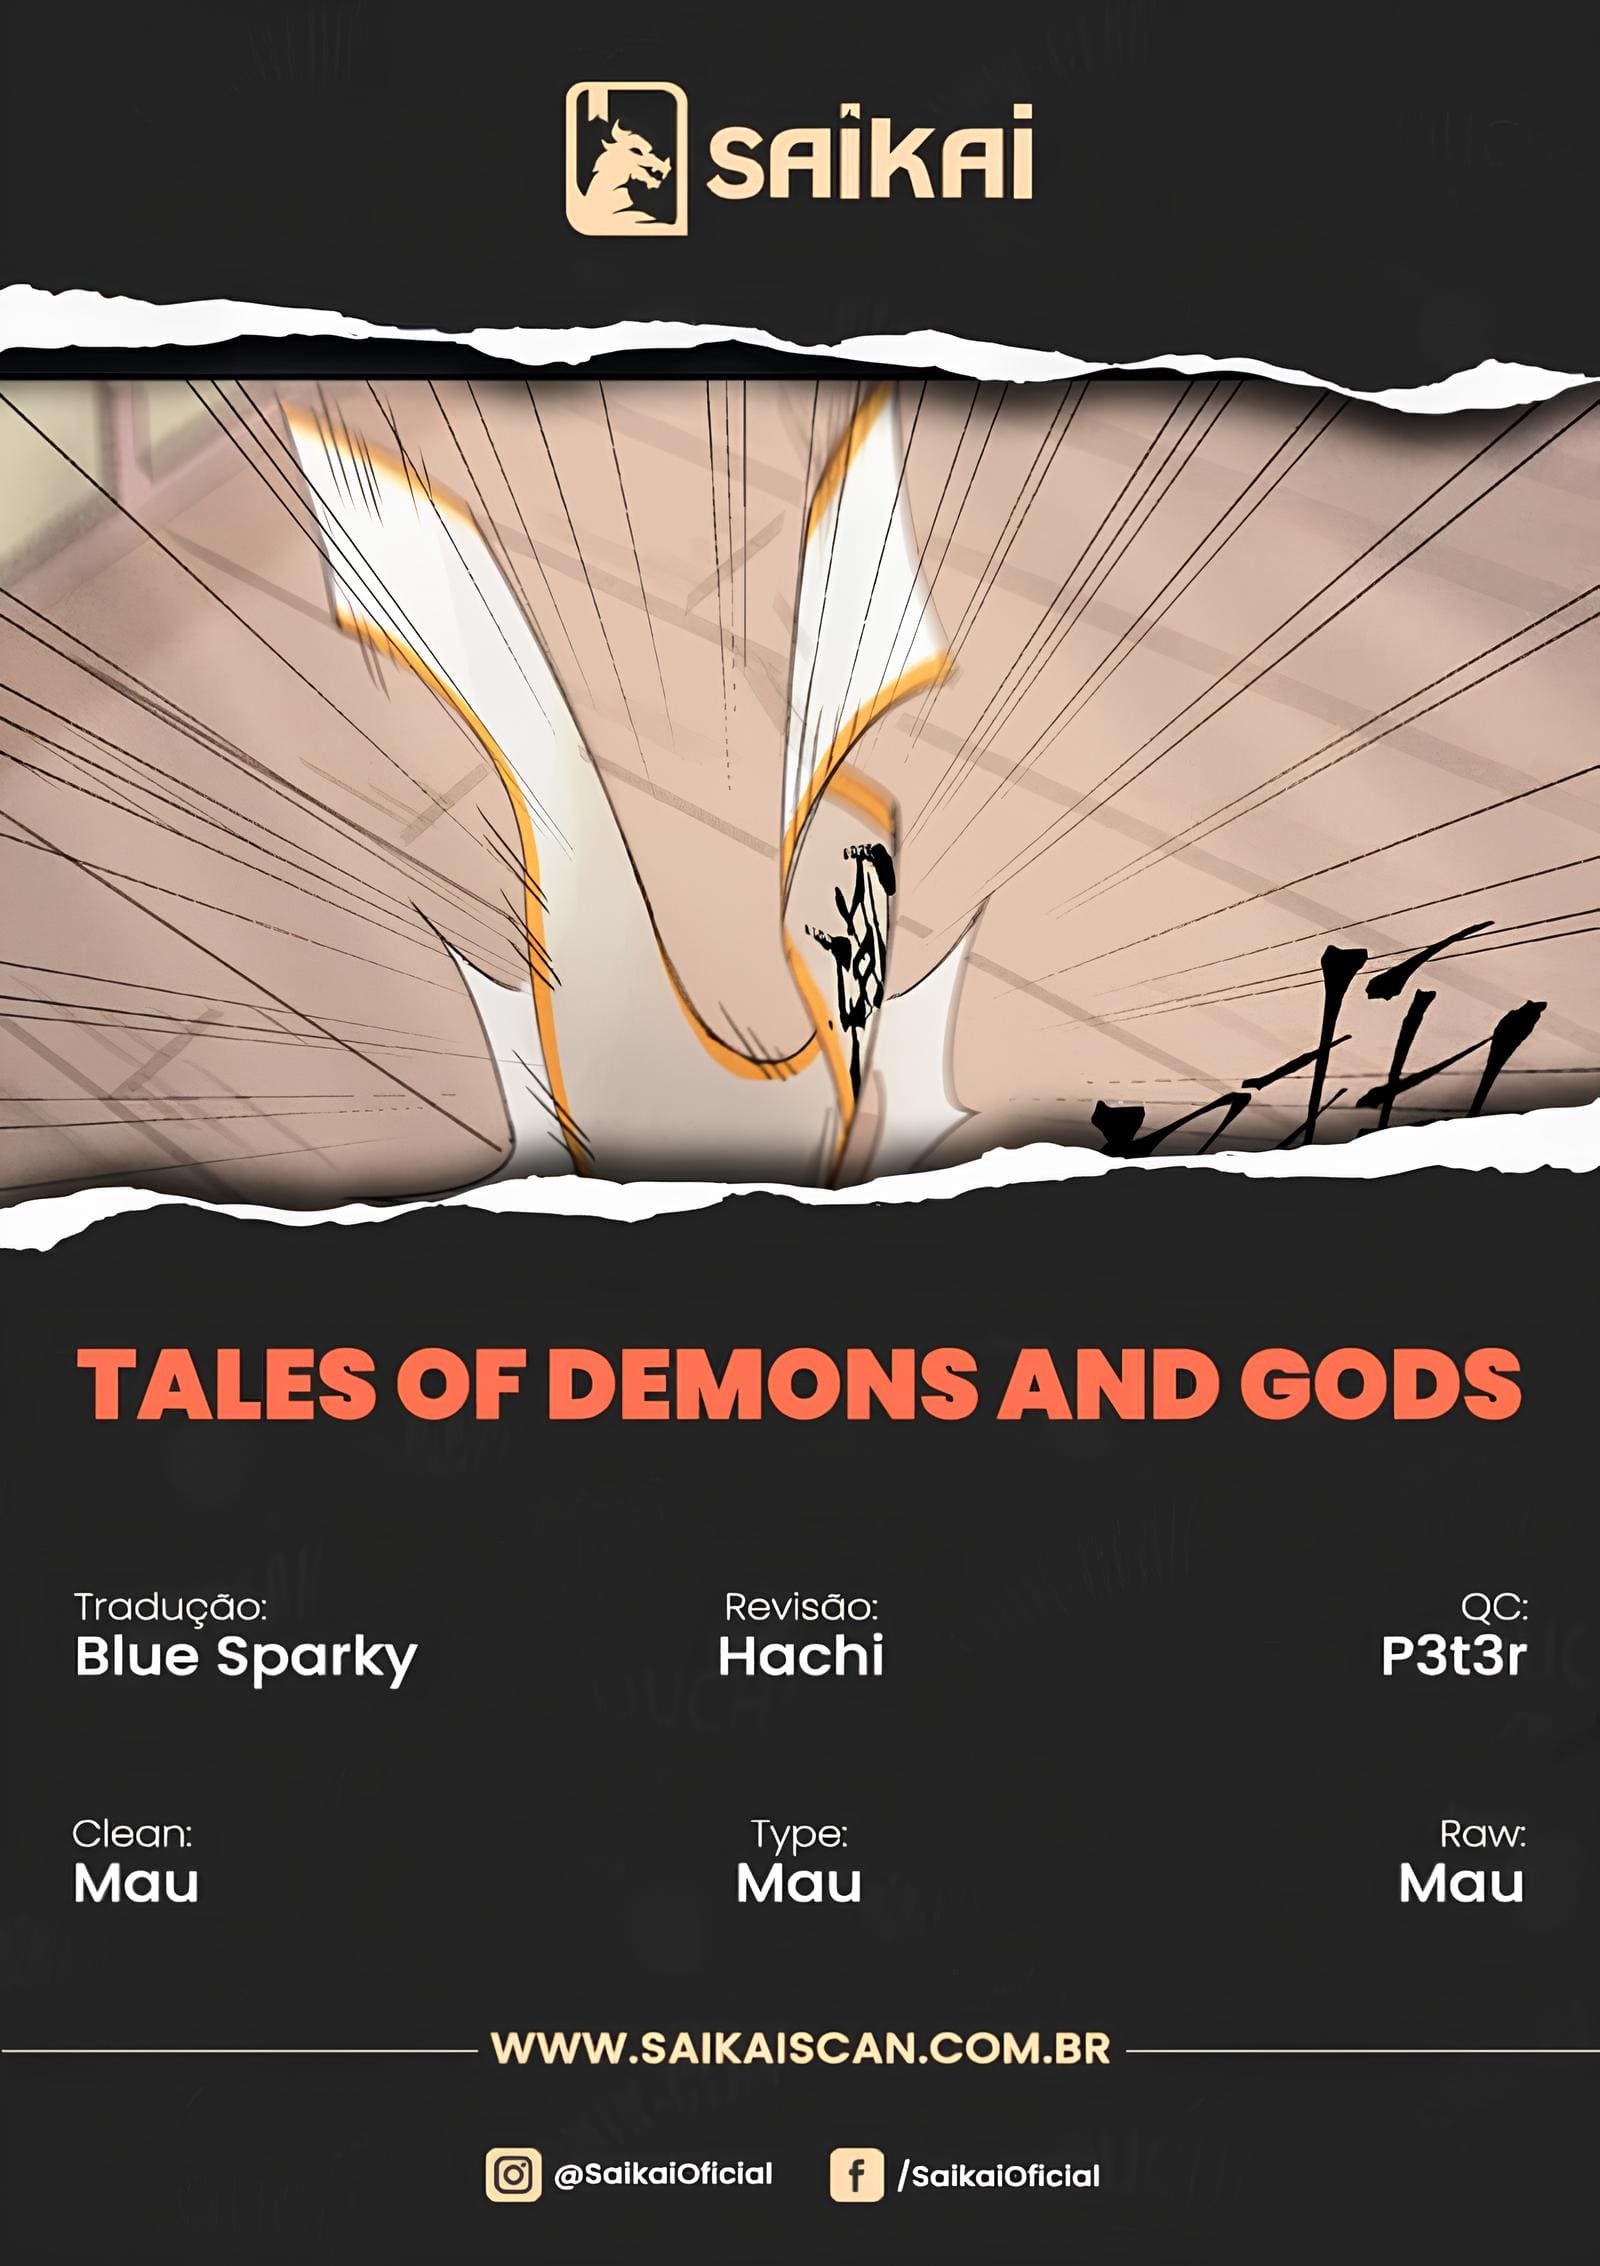 SAIKAI
TALES OF DEMONS AND GODS
Tradução:
Blue Sparky
Revisão:
Hachi
QC:
P3t3r
Clean:
Mau
Type:
Mau
Raw:
Mau
WWW.SAIKAISCAN.COM.BR
@SaikaiOficial
/SaikaiOficial